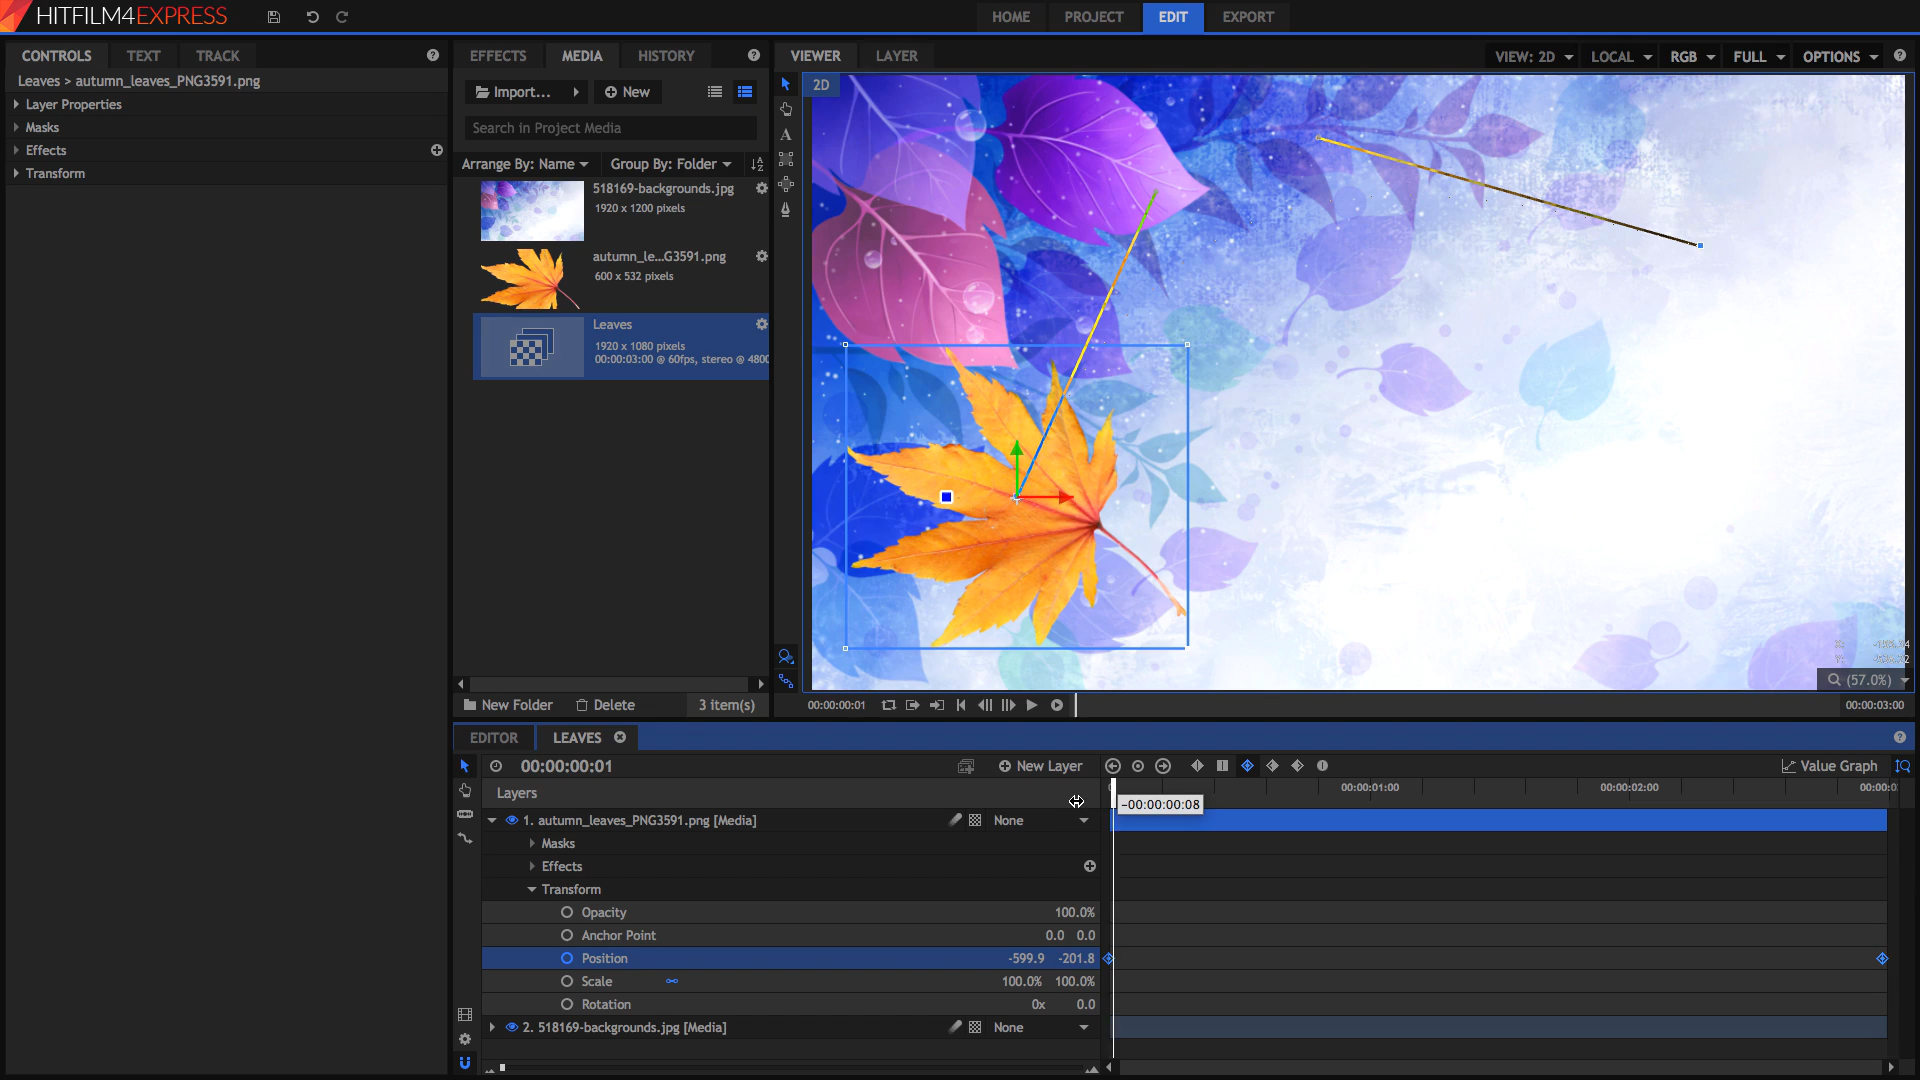 HITFILM4EXPRESS
HOME PROJECT EDIT EXPORT
CONTROLS TEXT TRACK
Leaves > autumn_leaves_PNG3591.png
Layer Properties
Masks
Effects
Transform
EFFECTS MEDIA HISTORY
Import... New
Search in Project Media
Arrange By: Name Group By: Folder
518169-backgrounds.jpg
1920 x 1200 pixels
autumn_le...G3591.png
600 x 532 pixels
Leaves
1920 x 1080 pixels
00:00:03:00 @ 60fps, stereo @ 4800
New Folder Delete 3 item(s)
VIEWER LAYER
VIEW: 2D LOCAL RGB FULL OPTIONS
2D
A
(57.0%)
00:00:00:01 00:00:03:00
EDITOR LEAVES
00:00:00:01 New Layer Value Graph
Layers 00:00:01:00 00:00:02:00 00:00:0
-00:00:00:08
1. autumn_leaves_PNG3591.png [Media] None
Masks
Effects
Transform
Opacity 100.0%
Anchor Point 0.0 0.0
Position -599.9 -201.8
Scale 100.0% 100.0%
Rotation 0x 0.0
2. 518169-backgrounds.jpg [Media] None